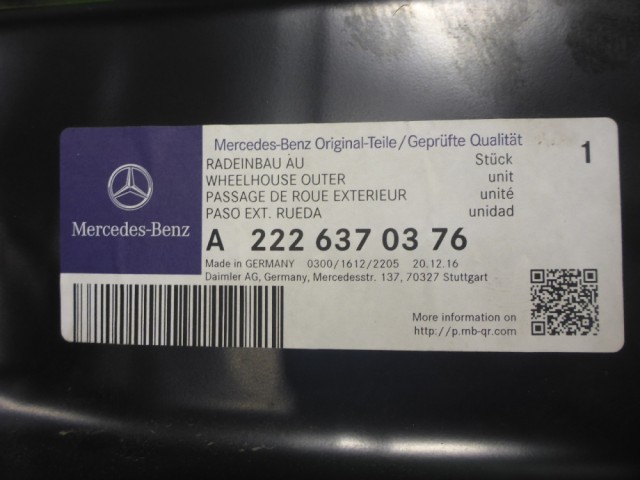 Mercedes-Benz Original-Teile/Geprüfte Qualität
RADEINBAU ÄU Stück 1
WHEELHOUSE OUTER unit
PASSAGE DE ROUE EXTERIEUR unité
PASO EXT. RUEDA unidad
Mercedes-Benz
A 222 637 03 76
Made in GERMANY 0300/1612/2205 20.12.16
Daimler AG, Germany, Mercedesstr. 137, 70327 Stuttgart
More information on
http://p.mb-qr.com